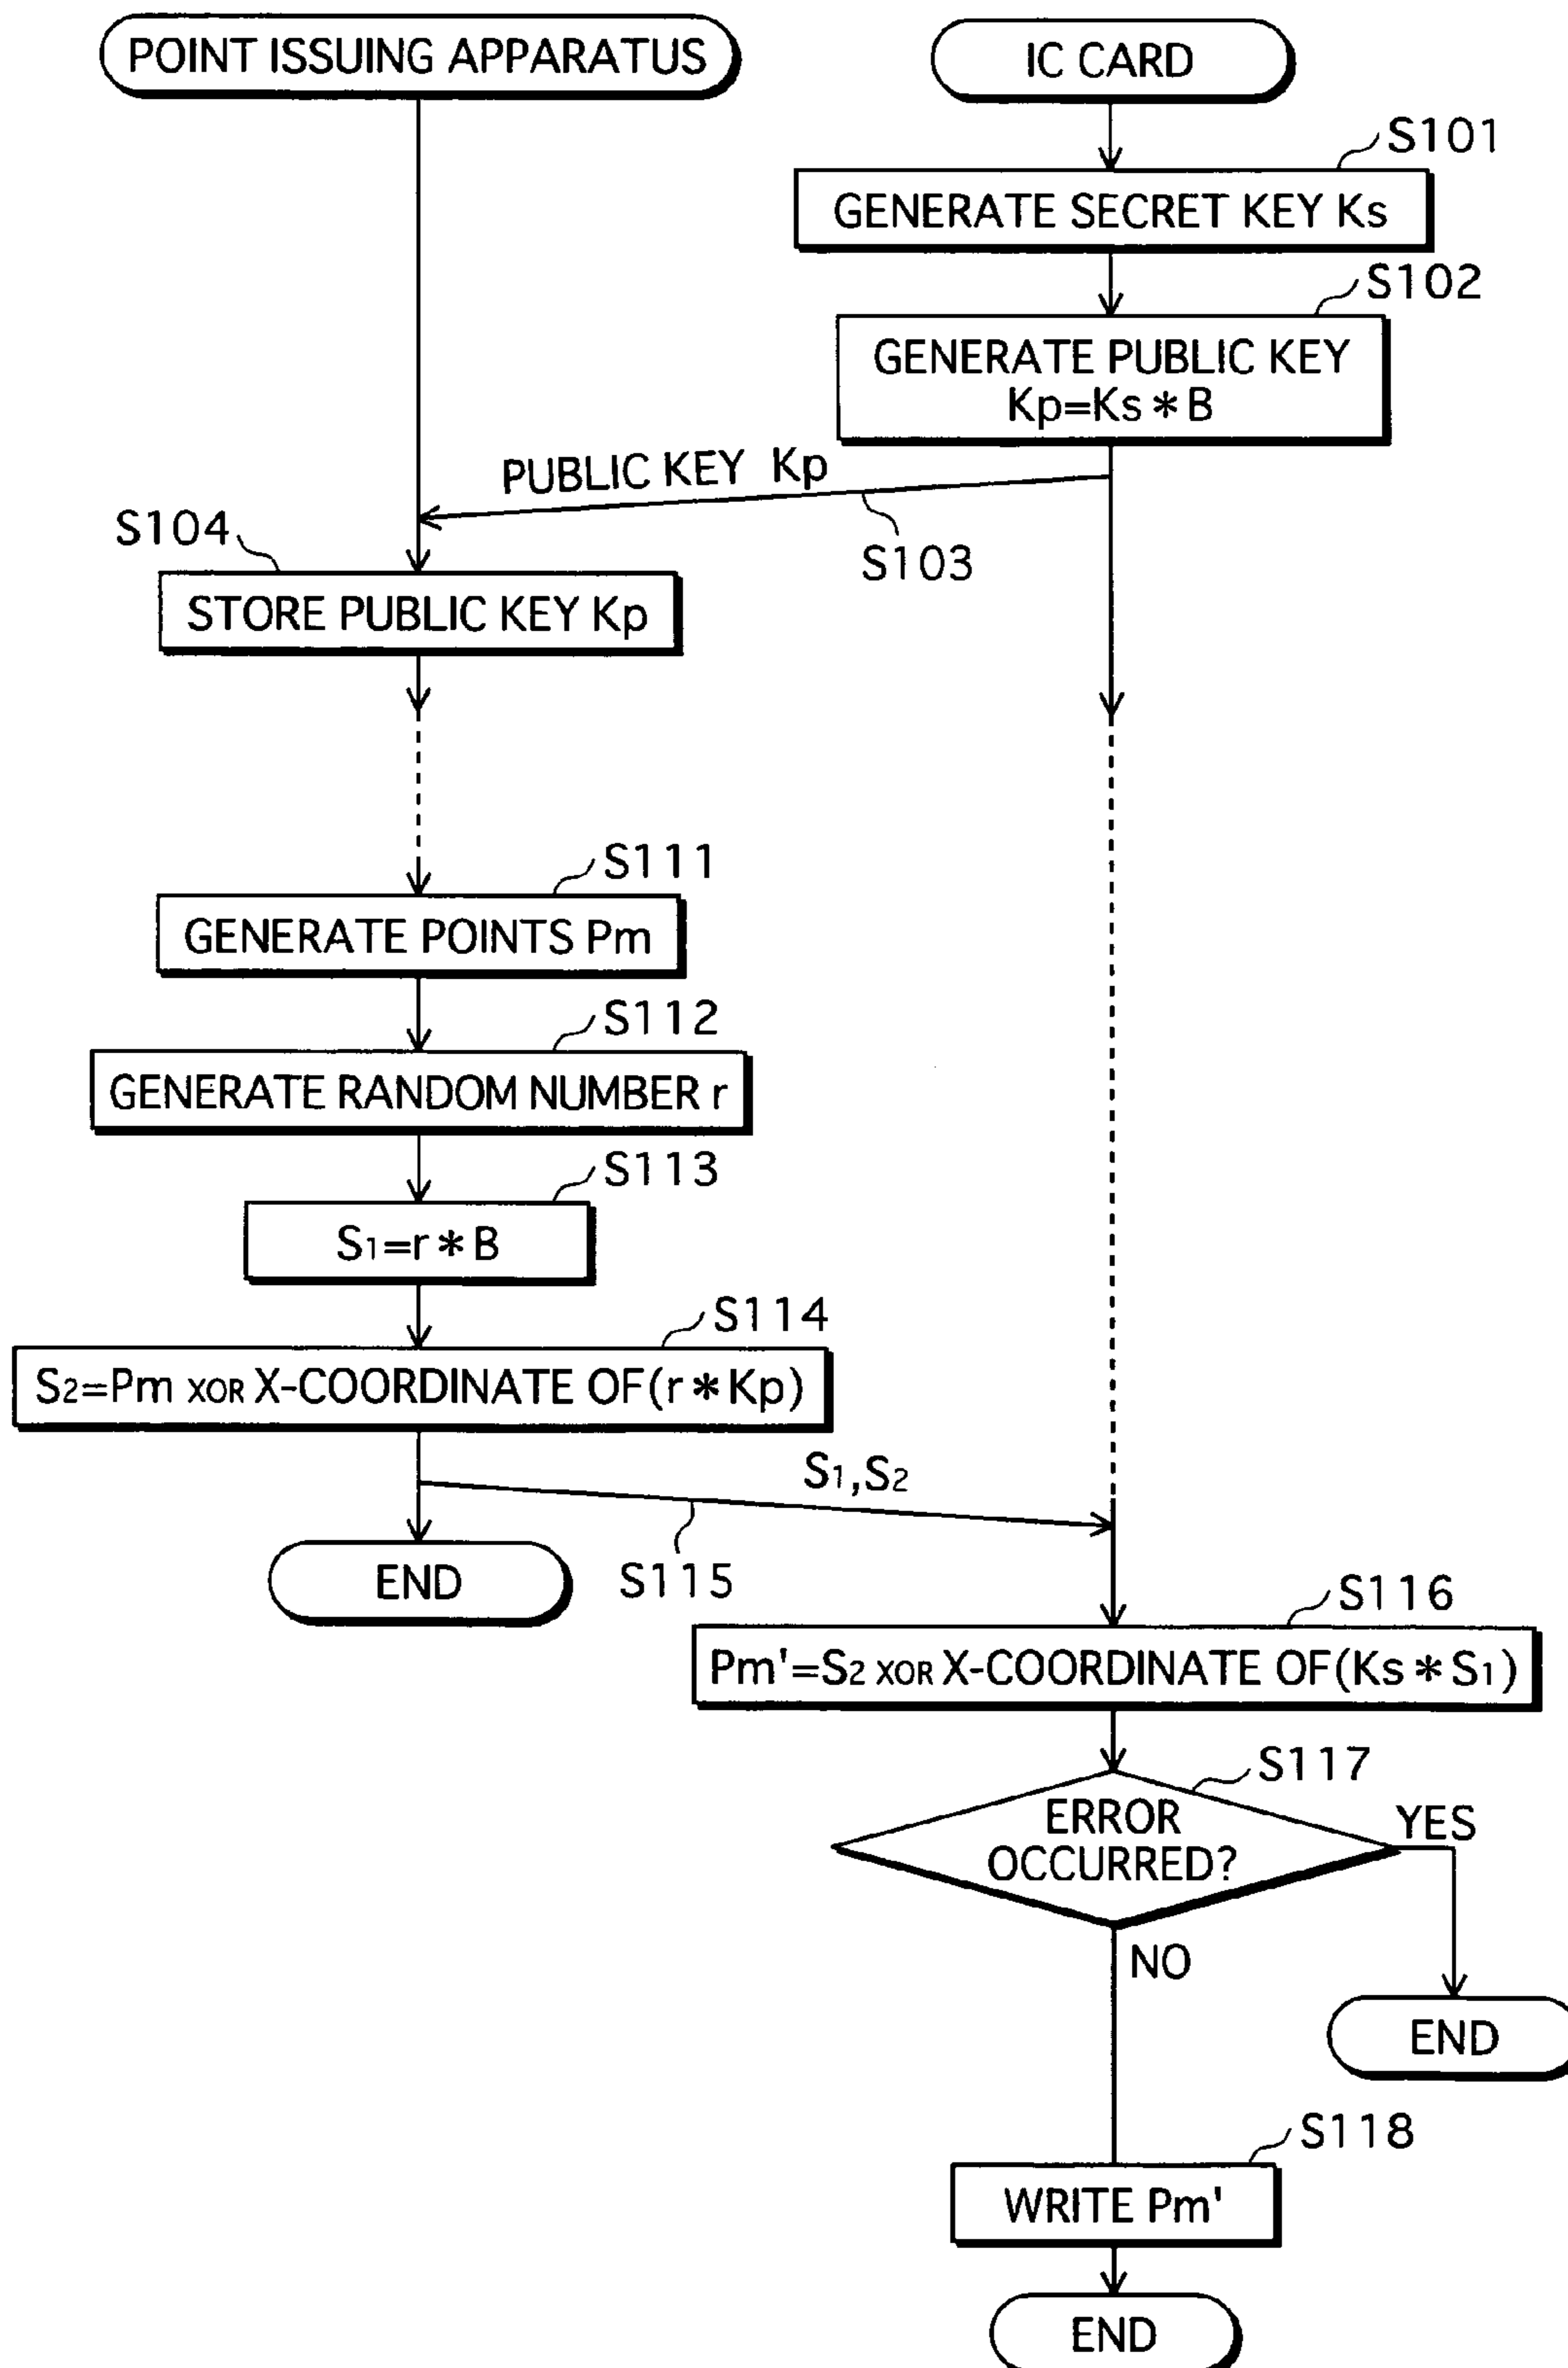 POINT ISSUING APPARATUS
IC CARD
S101
GENERATE SECRET KEY Ks
S102
GENERATE PUBLIC KEY
Kp=Ks*B
PUBLIC KEY Kp
S103
S104
STORE PUBLIC KEY Kp
S111
GENERATE POINTS Pm
S112
GENERATE RANDOM NUMBER r
S113
S1=r*B
S114
S2=Pm XOR X-COORDINATE OF(r*Kp)
S1,S2
S115
END
S116
Pm'=S2 XOR X-COORDINATE OF(Ks*S1)
S117
ERROR
OCCURRED?
YES
NO
END
S118
WRITE Pm'
END